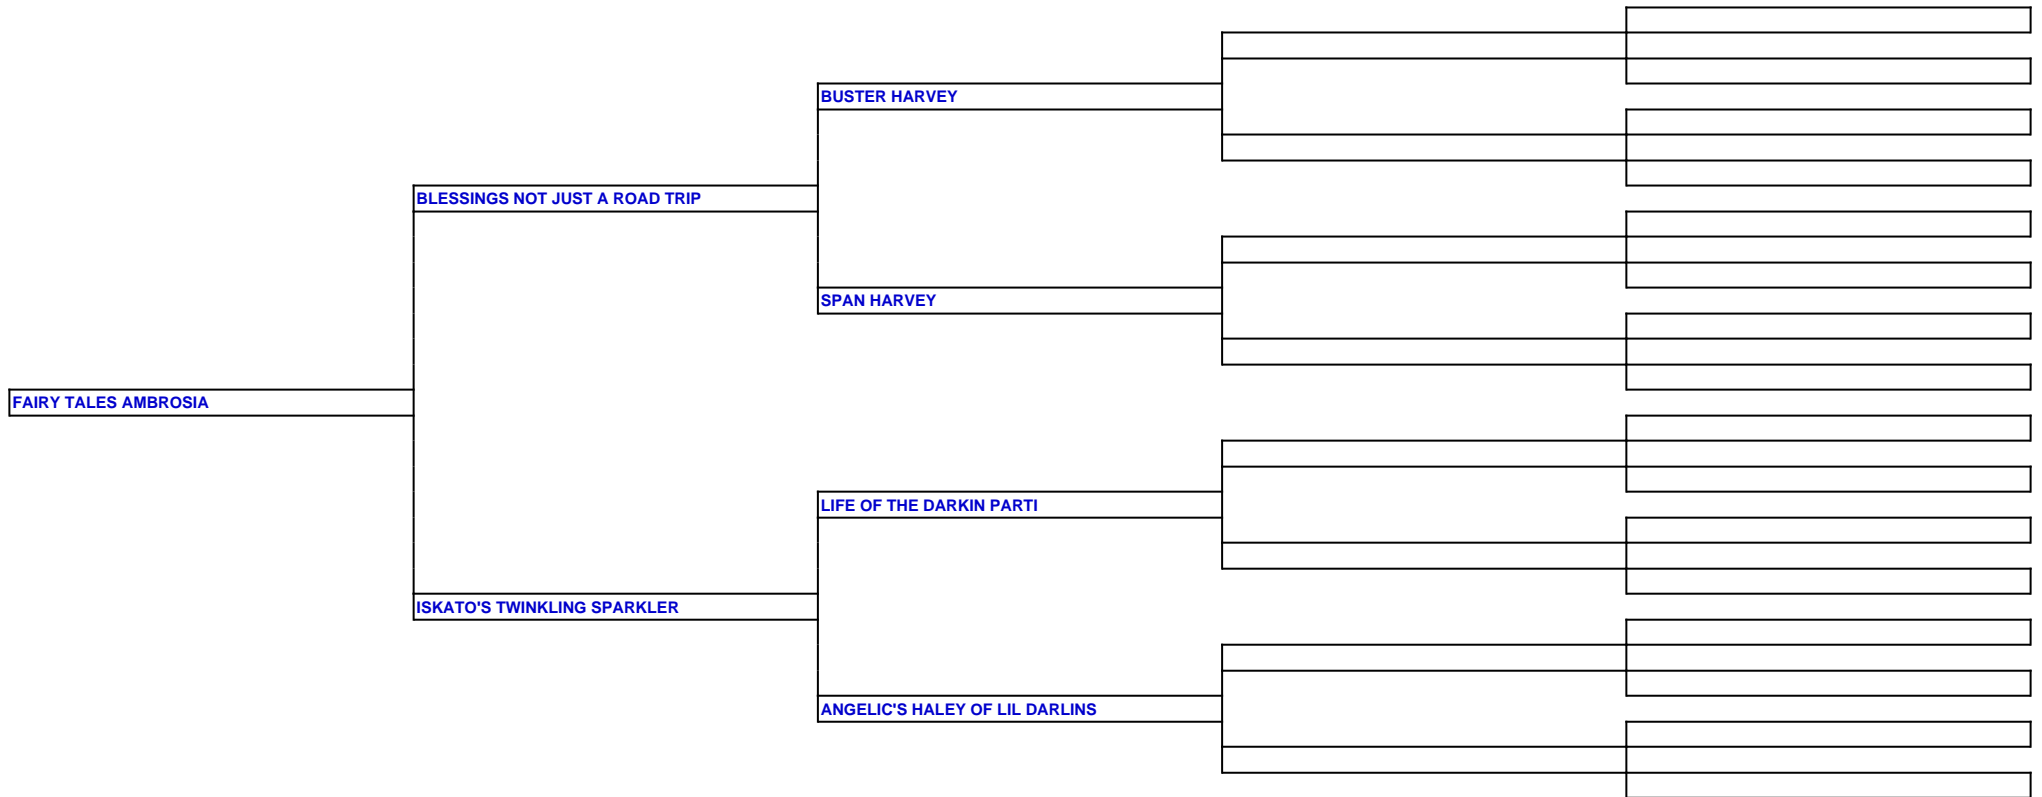 BUSTER HARVEY
BLESSINGS NOT JUST A ROAD TRIP
SPAN HARVEY
FAIRY TALES AMBROSIA
LIFE OF THE DARKIN PARTI
ISKATO'S TWINKLING SPARKLER
ANGELIC'S HALEY OF LIL DARLINS